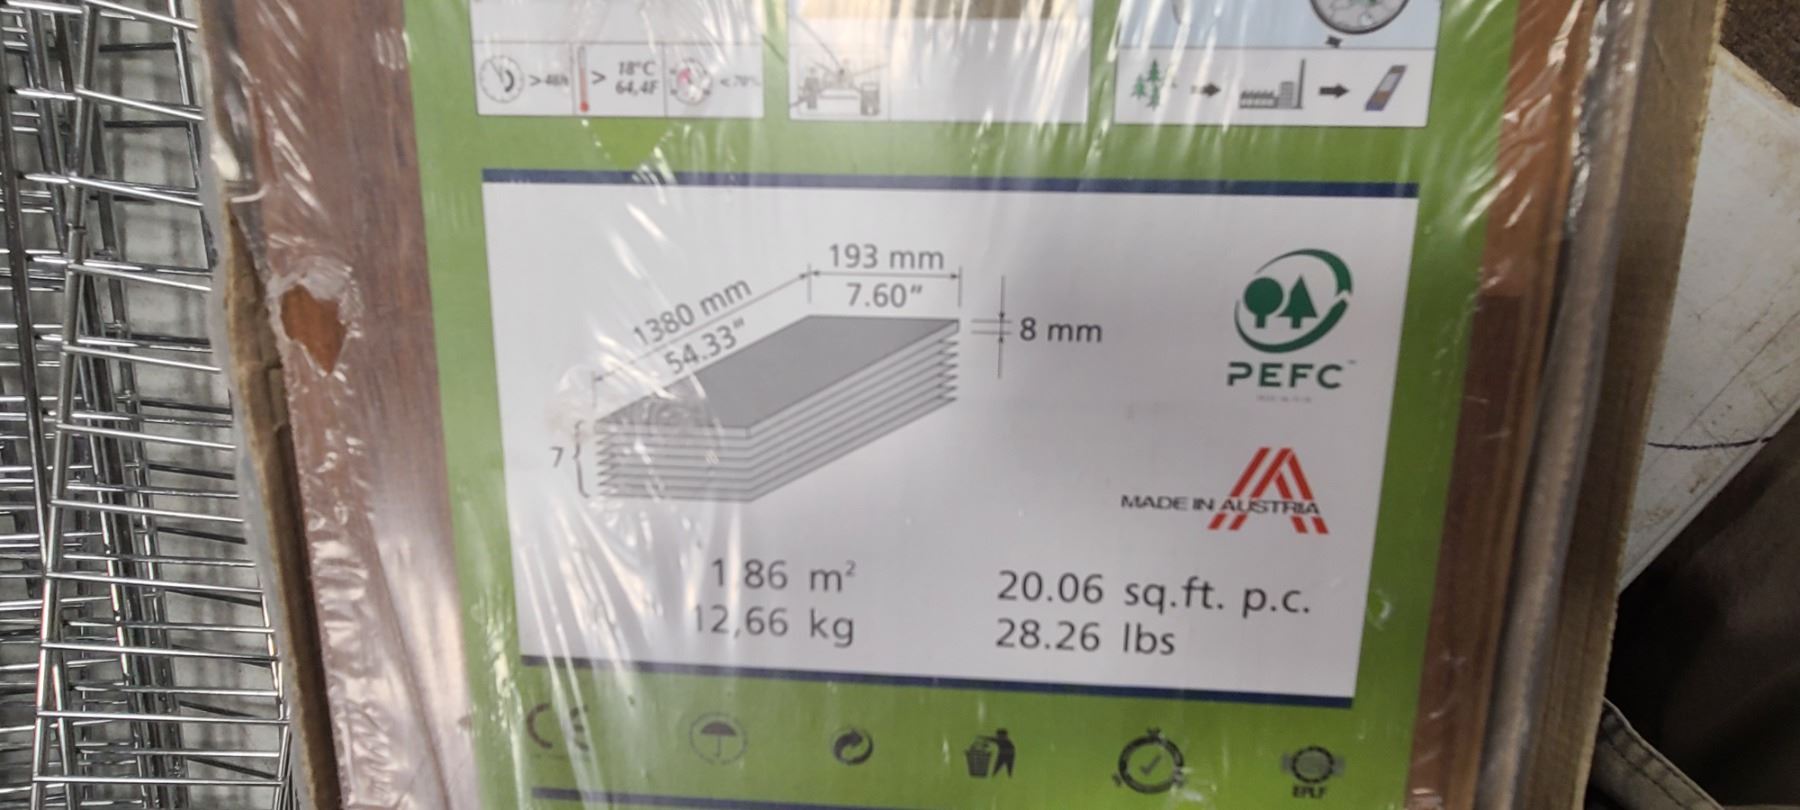 > 48h
> 18°C
64,4F
< 70%
193 mm
7.60"
1380 mm
54.33"
8 mm
7
PEFC™
MADE IN AUSTRIA
1 86 m²
12,66 kg
20.06 sq.ft. p.c.
28.26 lbs
CE
EPLF